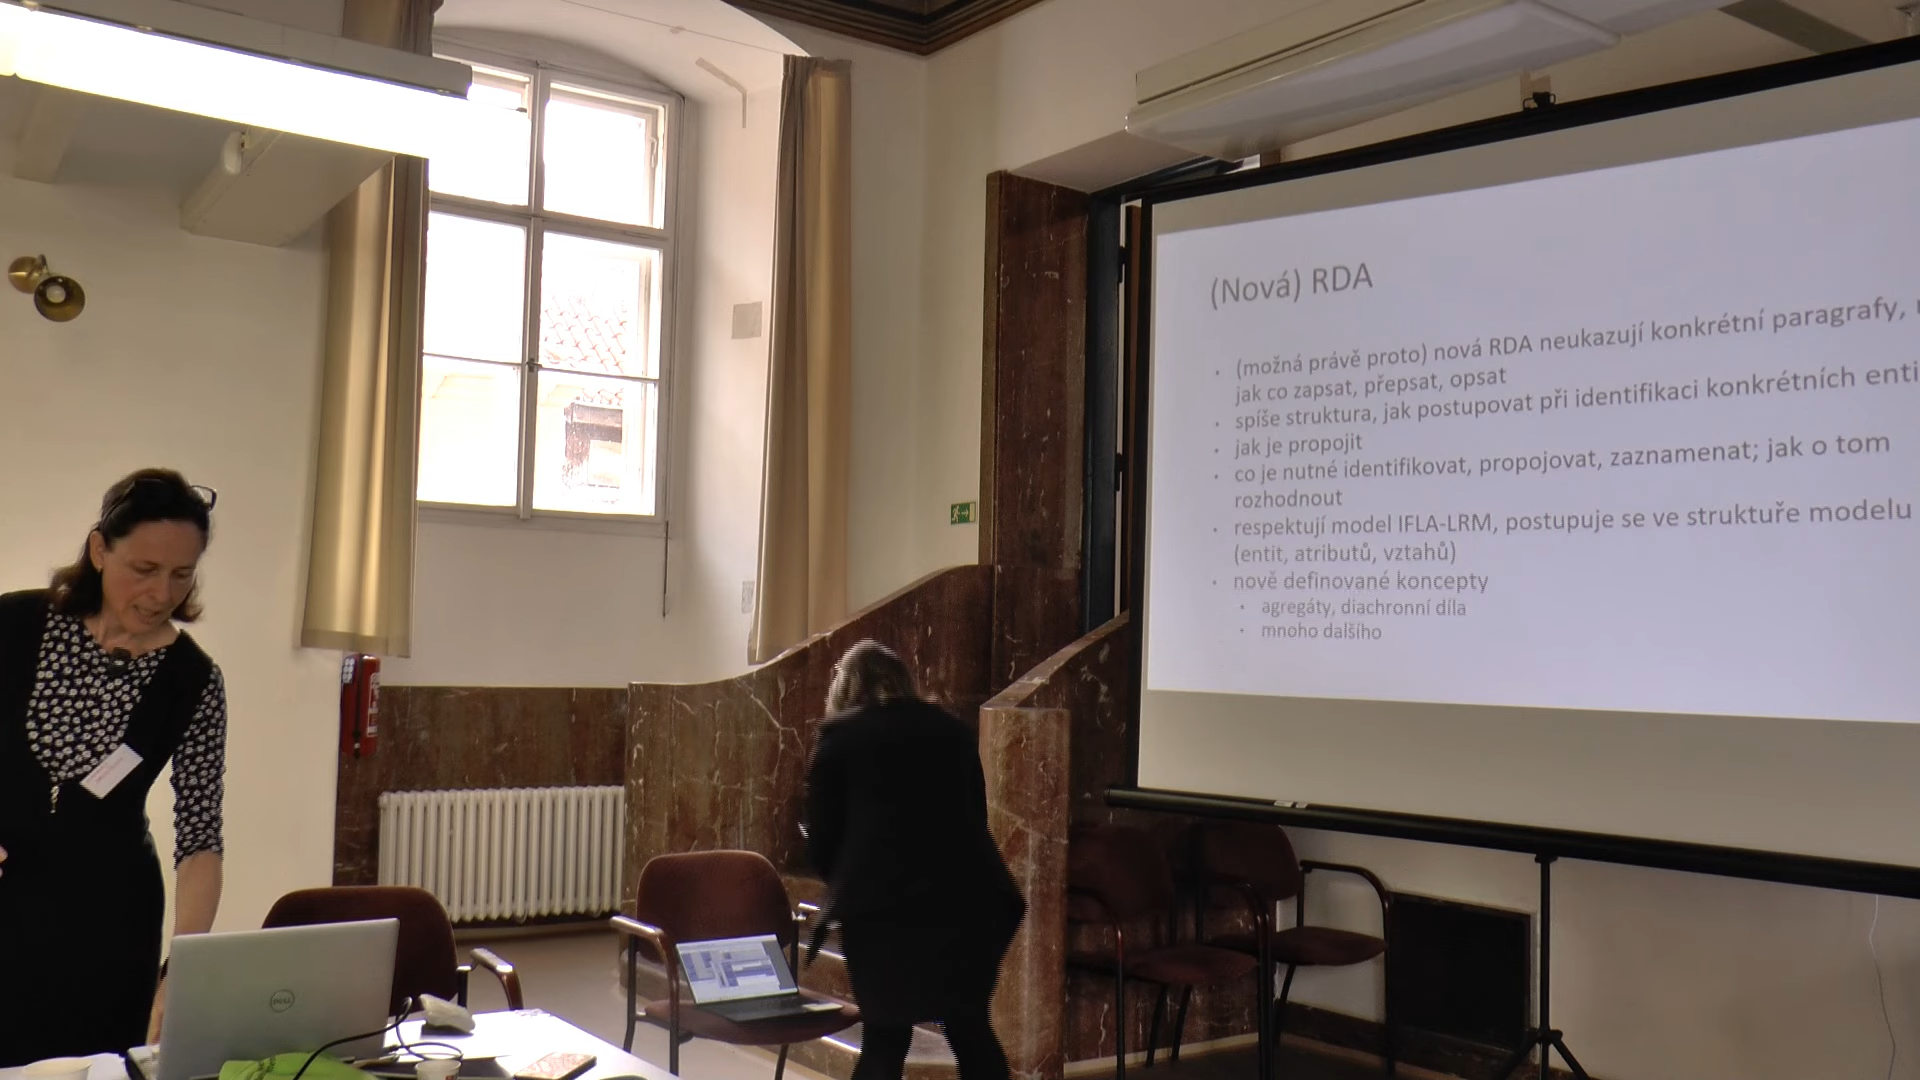 (Nová) RDA
(možná právě proto) nová RDA neukazují konkrétní paragrafy,
jak co zapsat, přepsat, opsat
spíše struktura, jak postupovat při identifikaci konkrétních enti
jak je propojit
co je nutné identifikovat, propojovat, zaznamenat; jak o tom
rozhodnout
respektují model IFLA-LRM, postupuje se ve struktuře modelu
(entit, atributů, vztahů)
nově definované koncepty
agregáty, diachronní díla
mnoho dalšího
DELL